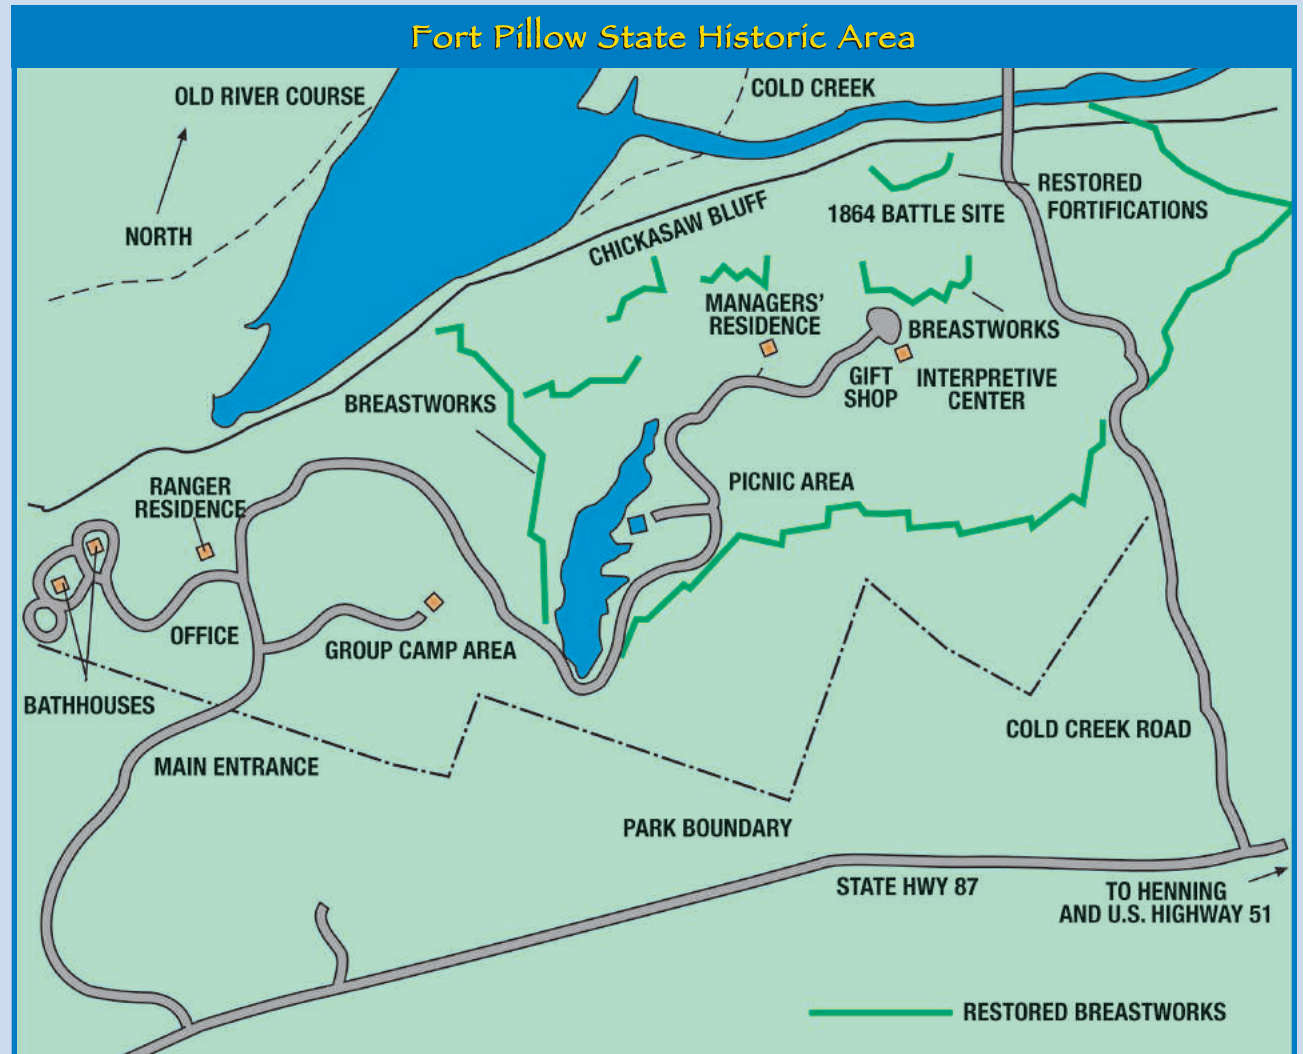 Fort Pillow State Historic Area
OLD RIVER COURSE
COLD CREEK
NORTH
CHICKASAW BLUFF
RESTORED
FORTIFICATIONS
1864 BATTLE SITE
MANAGERS'
RESIDENCE
BREASTWORKS
GIFT
SHOP
INTERPRETIVE
CENTER
BREASTWORKS
RANGER
RESIDENCE
PICNIC AREA
OFFICE
GROUP CAMP AREA
BATHHOUSES
MAIN ENTRANCE
COLD CREEK ROAD
PARK BOUNDARY
STATE HWY 87
TO HENNING
AND U.S. HIGHWAY 51
RESTORED BREASTWORKS